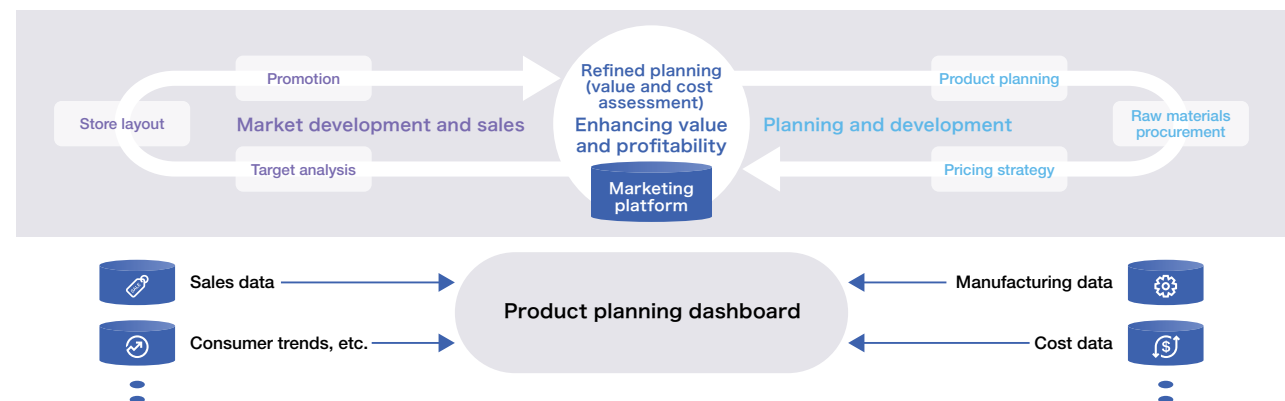 Promotion
Store layout
Market development and sales
Target analysis
Refined planning
(value and cost
assessment)
Enhancing value
and profitability
Marketing
platform
Product planning
Planning and development
Raw materials
procurement
Pricing strategy
Sales data
Consumer trends, etc.
Product planning dashboard
Manufacturing data
Cost data
SALE
$